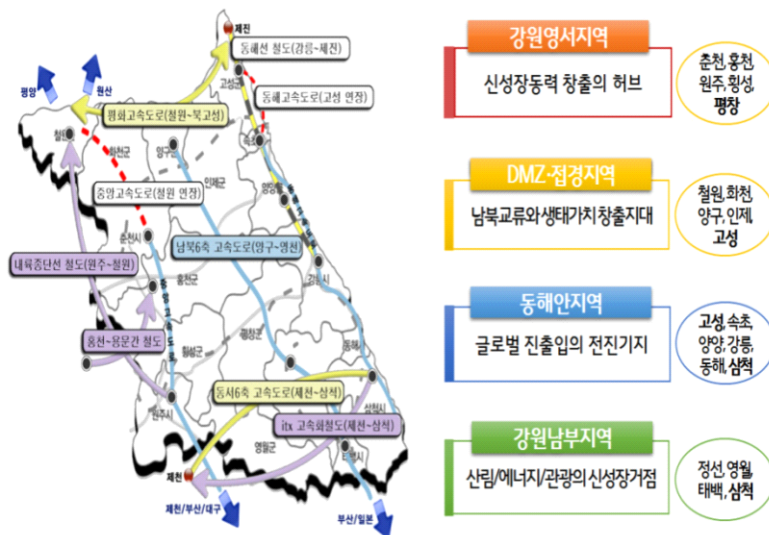 제진
동해선 철도(강릉~제진)
고성군
동해고속도로(고성 연장)
평양
원산
평화고속도로(철원~북고성)
철원
화천군
양구군
속초
인제군
양양군
중앙고속도로(철원 연장)
춘천시
남북6축 고속도로(양구~영천)
내륙종단선 철도(원주~철원)
홍천군
강릉시
홍천~용문간 철도
횡성군
평창군
동해
동서6축 고속도로(제천~삼척)
원주시
삼척시
itx 고속화철도(제천~삼척)
영월군
태백시
제천
제천/부산/대구
부산/일본
강원영서지역
신성장동력 창출의 허브
춘천, 홍천,
원주, 횡성,
평창
DMZ·접경지역
남북교류와 생태가치 창출지대
철원, 화천,
양구, 인제,
고성
동해안지역
글로벌 진출입의 전진기지
고성, 속초,
양양, 강릉,
동해, 삼척
강원남부지역
산림/에너지/관광의 신성장거점
정선, 영월,
태백, 삼척